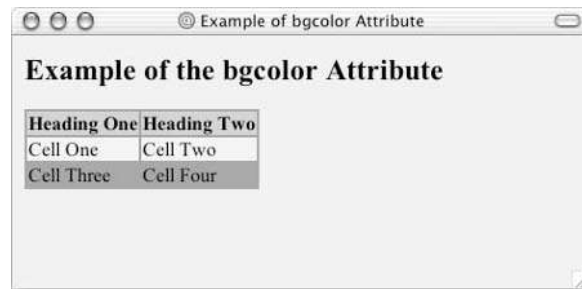 Example of bgcolor Attribute
Example of the bgcolor Attribute
Heading One Heading Two
Cell One Cell Two
Cell Three Cell Four